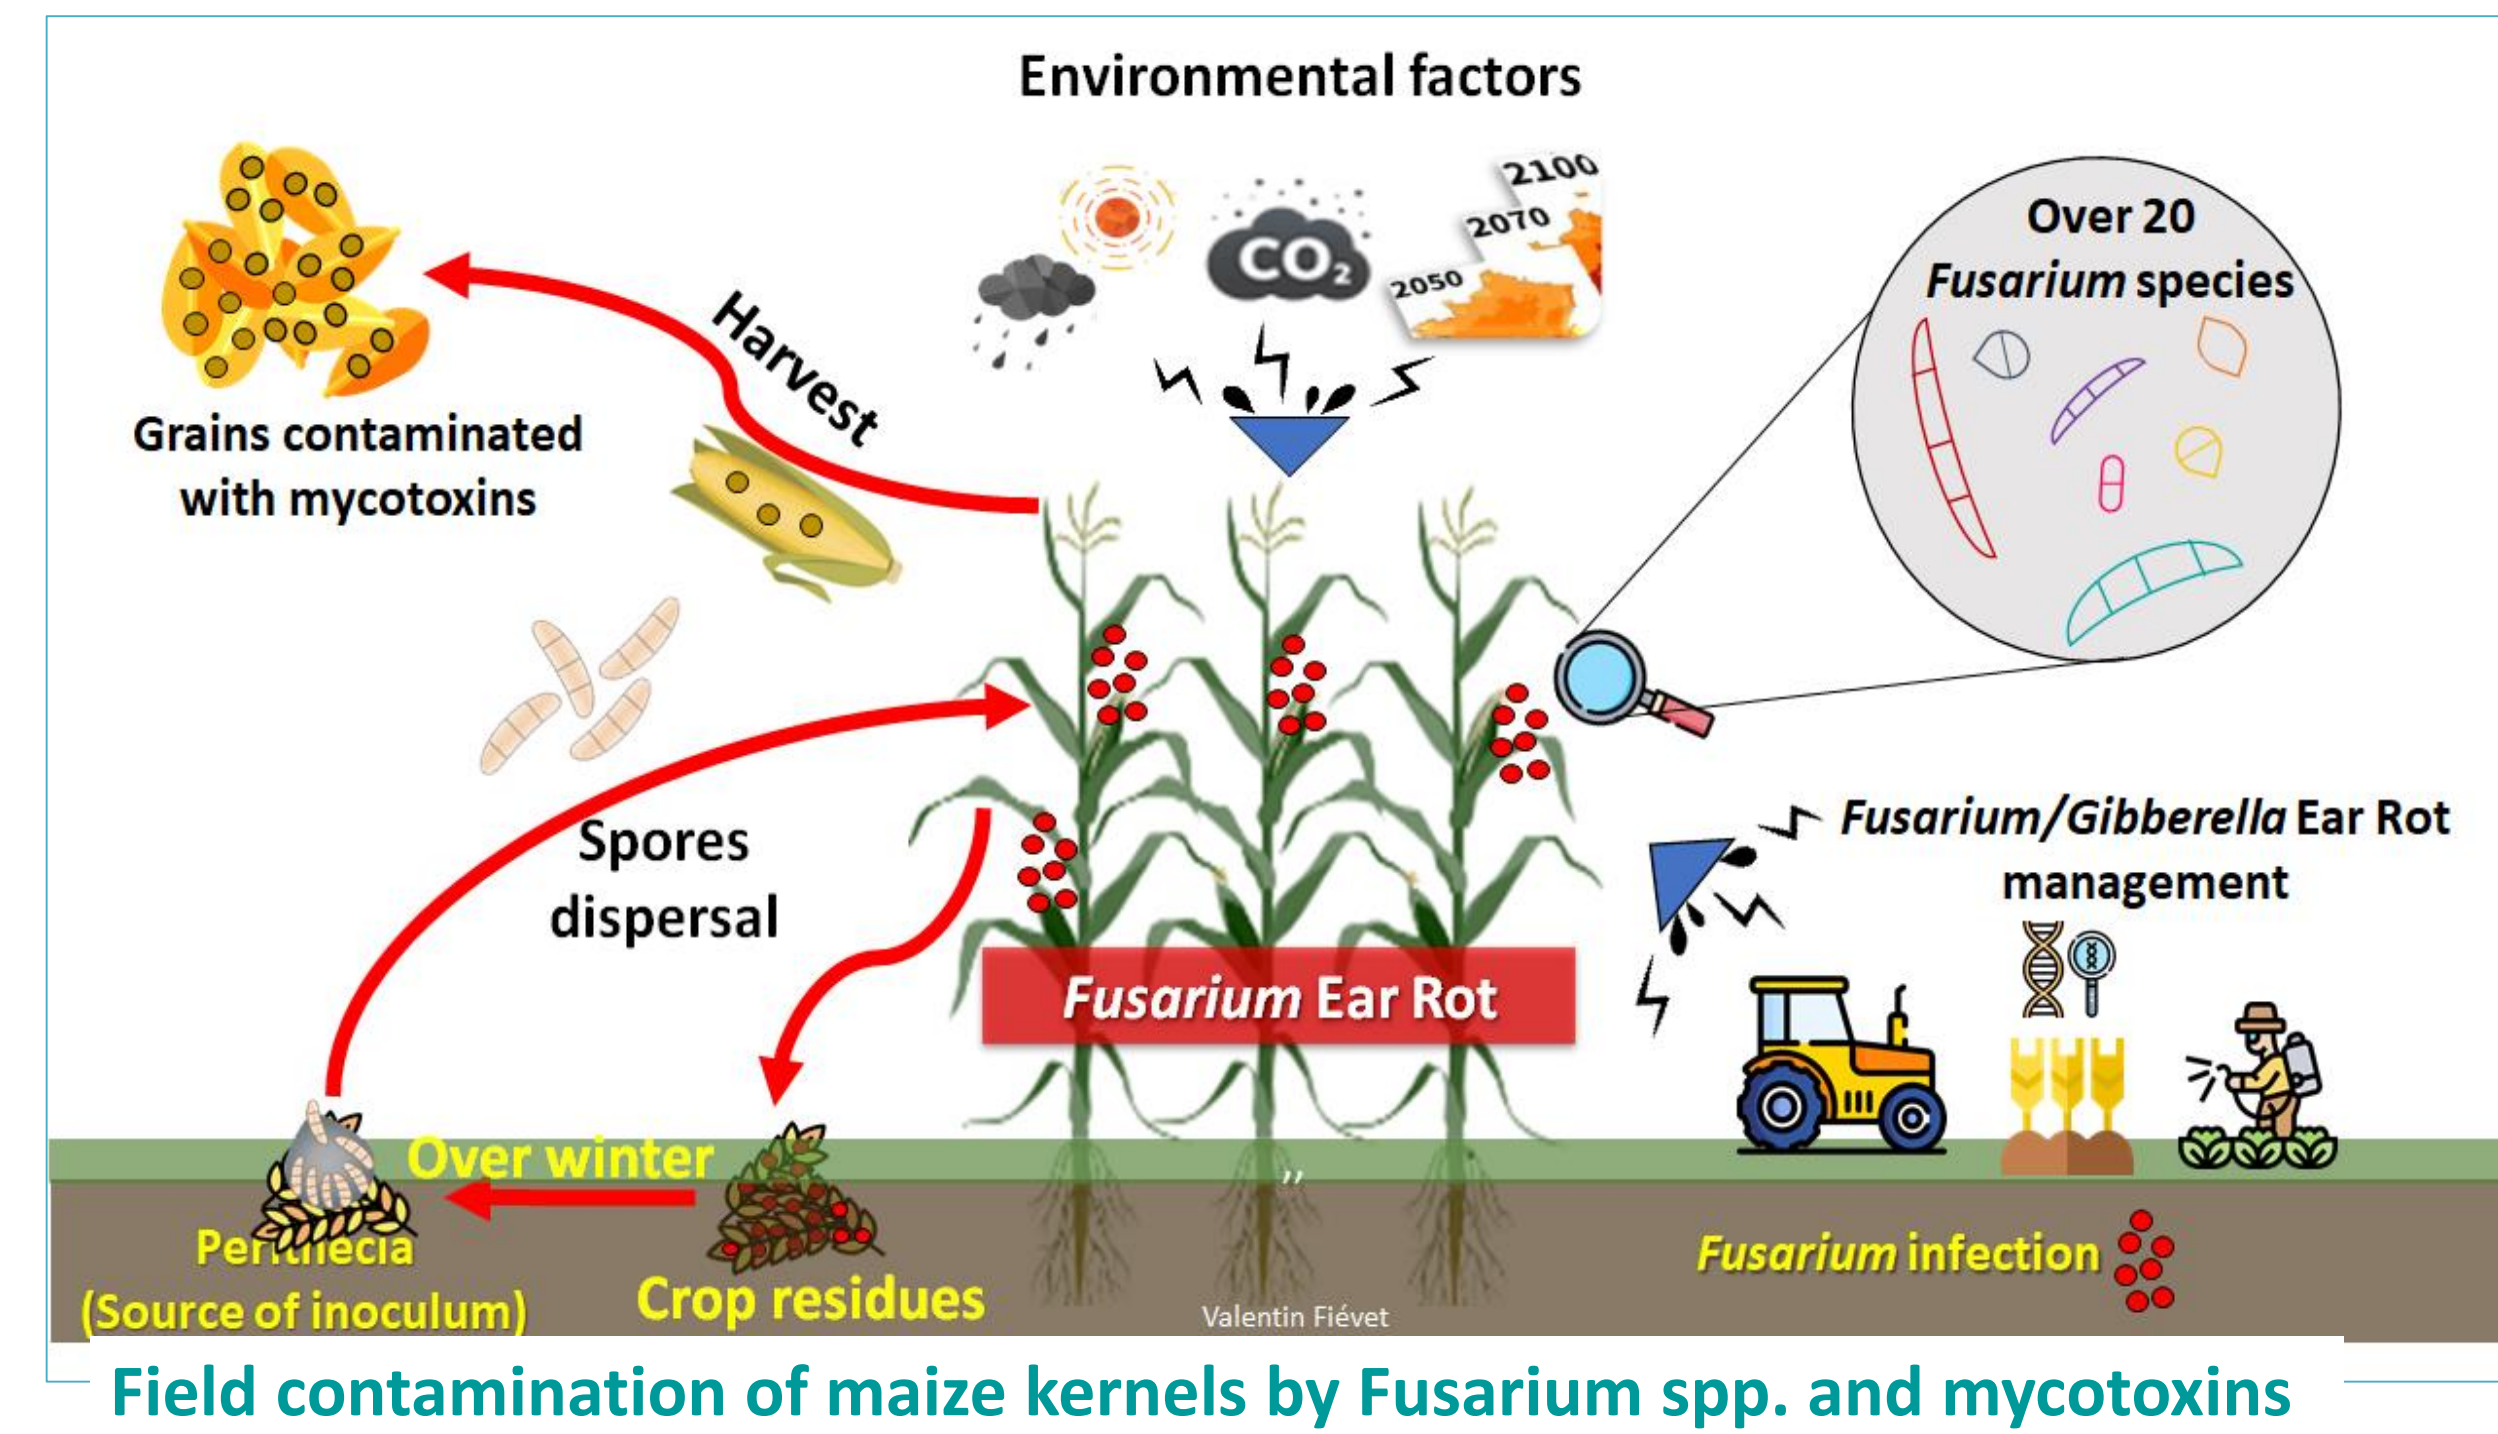 Environmental factors
2100
2070
2050
CO₂
Over 20
Fusarium species
Harvest
Grains contaminated
with mycotoxins
Spores
dispersal
Fusarium/Gibberella Ear Rot
management
Fusarium Ear Rot
Over winter
,,
Perithecia
(Source of inoculum)
Crop residues
Fusarium infection
Valentin Fiévet
Field contamination of maize kernels by Fusarium spp. and mycotoxins